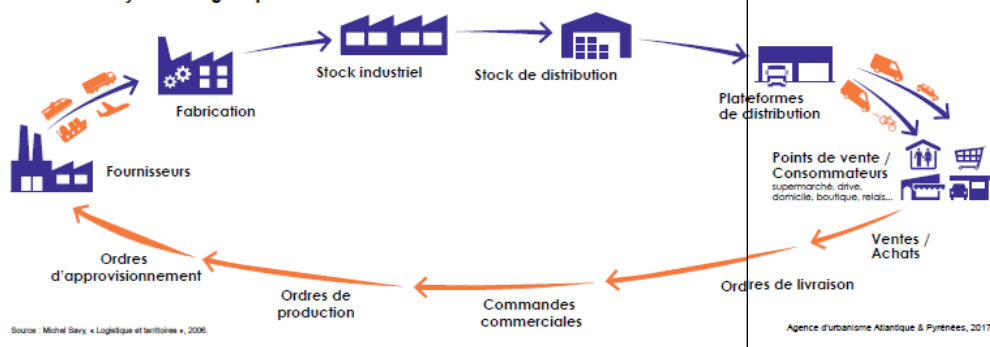 Stock industriel
Stock de distribution
Fabrication
Plateformes
de distribution
Fournisseurs
Points de vente /
Consommateurs
supermarché, drive,
domicile, boutique, relais...
Ventes /
Achats
Ordres
d'approvisionnement
Ordres de
production
Commandes
commerciales
Ordres de livraison
Source : Michel Savy, « Logistique et territoires », 2006.
Agence d'urbanisme Atlantique & Pyrénées, 2017